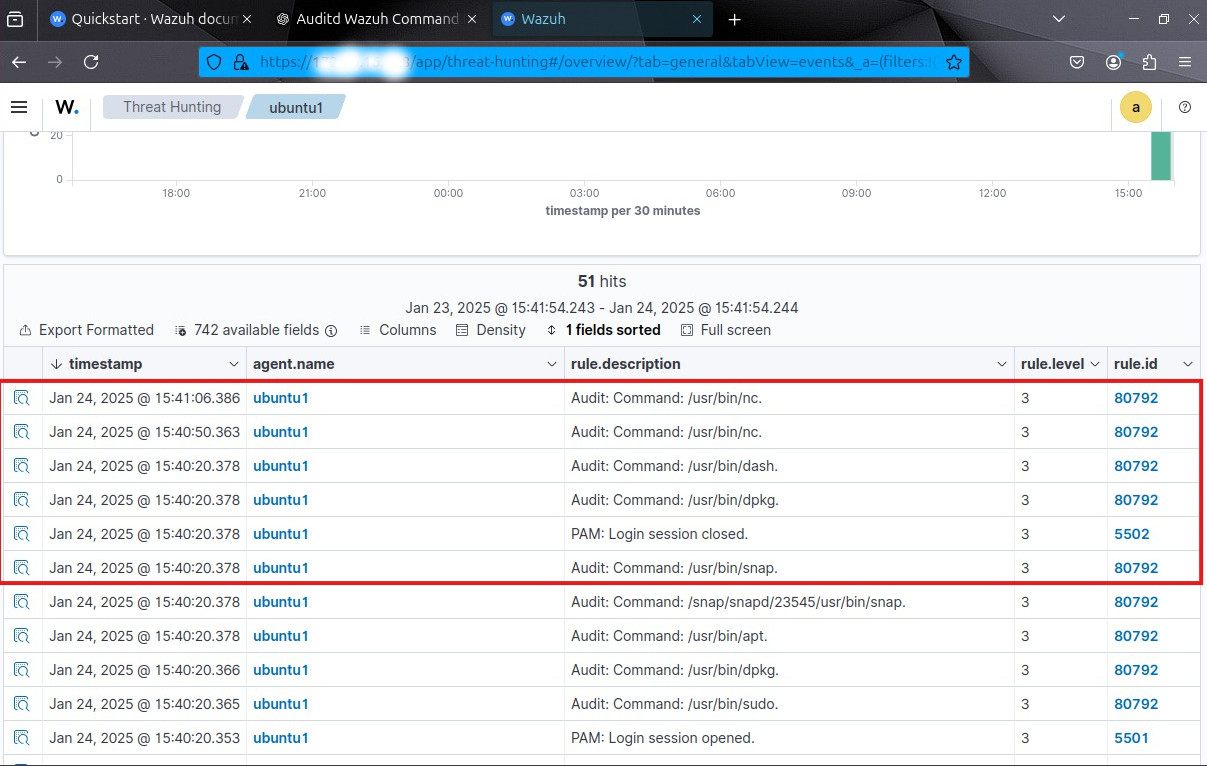 Quickstart · Wazuh docum
Auditd Wazuh Command
Wazuh
/app/threat-hunting#/overview/?tab=general&tabView=events&_a=(filters:!(
W. Threat Hunting ubuntu1 a
20
0
18:00 21:00 00:00 03:00 06:00 09:00 12:00 15:00
timestamp per 30 minutes
51 hits
Jan 23, 2025 @ 15:41:54.243 - Jan 24, 2025 @ 15:41:54.244
Export Formatted 742 available fields Columns Density 1 fields sorted Full screen
timestamp agent.name rule.description rule.level rule.id
Jan 24, 2025 @ 15:41:06.386 ubuntu1 Audit: Command: /usr/bin/nc. 3 80792
Jan 24, 2025 @ 15:40:50.363 ubuntu1 Audit: Command: /usr/bin/nc. 3 80792
Jan 24, 2025 @ 15:40:20.378 ubuntu1 Audit: Command: /usr/bin/dash. 3 80792
Jan 24, 2025 @ 15:40:20.378 ubuntu1 Audit: Command: /usr/bin/dpkg. 3 80792
Jan 24, 2025 @ 15:40:20.378 ubuntu1 PAM: Login session closed. 3 5502
Jan 24, 2025 @ 15:40:20.378 ubuntu1 Audit: Command: /usr/bin/snap. 3 80792
Jan 24, 2025 @ 15:40:20.378 ubuntu1 Audit: Command: /snap/snapd/23545/usr/bin/snap. 3 80792
Jan 24, 2025 @ 15:40:20.378 ubuntu1 Audit: Command: /usr/bin/apt. 3 80792
Jan 24, 2025 @ 15:40:20.366 ubuntu1 Audit: Command: /usr/bin/dpkg. 3 80792
Jan 24, 2025 @ 15:40:20.365 ubuntu1 Audit: Command: /usr/bin/sudo. 3 80792
Jan 24, 2025 @ 15:40:20.353 ubuntu1 PAM: Login session opened. 3 5501